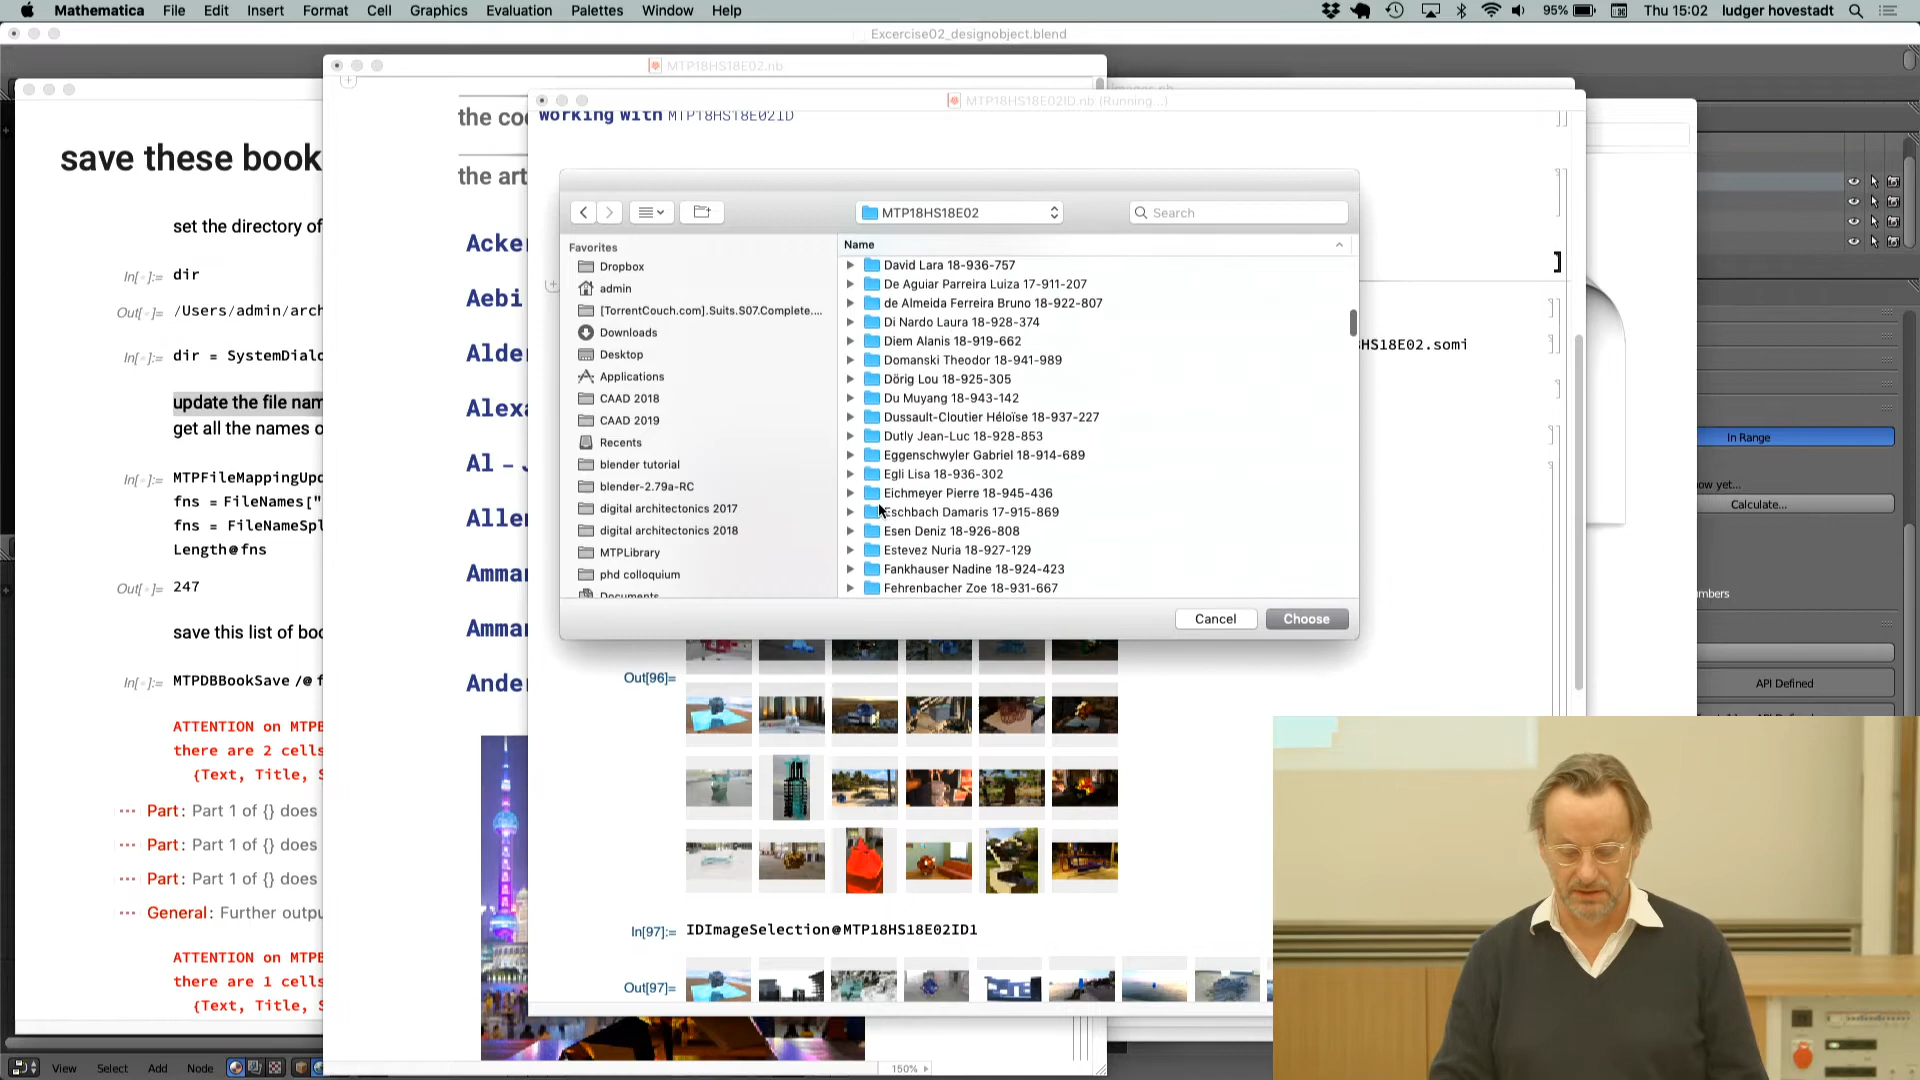 Mathematica File Edit Insert Format Cell Graphics Evaluation Palettes Window Help 95% Thu 15:02 ludger hovestadt
Excercise02_designobject.blend
MTP18HS18E02.nb
MTP18HS18E02ID.nb (Running...)
save these book
set the directory of
In[]:= dir
Out[]= /Users/admin/arch
In[]:= dir = SystemDialo
update the file nam
get all the names o
In[]:= MTPFileMappingUpd
fns = FileNames["
fns = FileNameSpl
Length@fns
Out[]= 247
save this list of boo
In[]:= MTPDBBookSave /@ f
ATTENTION on MTPE
there are 2 cells
{Text, Title, S
Part: Part 1 of {} does
Part: Part 1 of {} does
Part: Part 1 of {} does
General: Further outpu
ATTENTION on MTPE
there are 1 cells
{Text, Title, S
the co
the art
Acke
Aebi
Alde
Alexa
Al - J
Aller
Ammar
Ammar
Ander
150%
working with MTP18HS18E02ID
HS18E02.somi
MTP18HS18E02
Search
Favorites
Dropbox
admin
[TorrentCouch.com].Suits.S07.Complete....
Downloads
Desktop
Applications
CAAD 2018
CAAD 2019
Recents
blender tutorial
blender-2.79a-RC
digital architectonics 2017
digital architectonics 2018
MTPLibrary
phd colloquium
Documents
Name
David Lara 18-936-757
De Aguiar Parreira Luiza 17-911-207
de Almeida Ferreira Bruno 18-922-807
Di Nardo Laura 18-928-374
Diem Alanis 18-919-662
Domanski Theodor 18-941-989
Dörig Lou 18-925-305
Du Muyang 18-943-142
Dussault-Cloutier Héloïse 18-937-227
Dutly Jean-Luc 18-928-853
Eggenschwyler Gabriel 18-914-689
Egli Lisa 18-936-302
Eichmeyer Pierre 18-945-436
Eschbach Damaris 17-915-869
Esen Deniz 18-926-808
Estevez Nuria 18-927-129
Fankhauser Nadine 18-924-423
Fehrenbacher Zoe 18-931-667
Cancel Choose
Out[96]=
In[97]:= IDImageSelection@MTP18HS18E02ID1
Out[97]=
In Range
ow yet...
Calculate...
mbers
API Defined
View Select Add Node